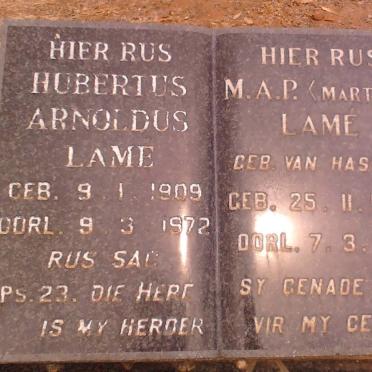 HIER RUS
HUBERTUS
ARNOLDUS
LAME
GEB. 9. 1. 1909
OORL. 9. 3. 1972
RUS SAG
PS. 23. DIE HERE
IS MY HERDER
HIER RUS
M.A.P. (MART
LAME
GEB. VAN HAS
GEB. 25. 11.
OORL. 7. 3.
SY GENADE
VIR MY GE